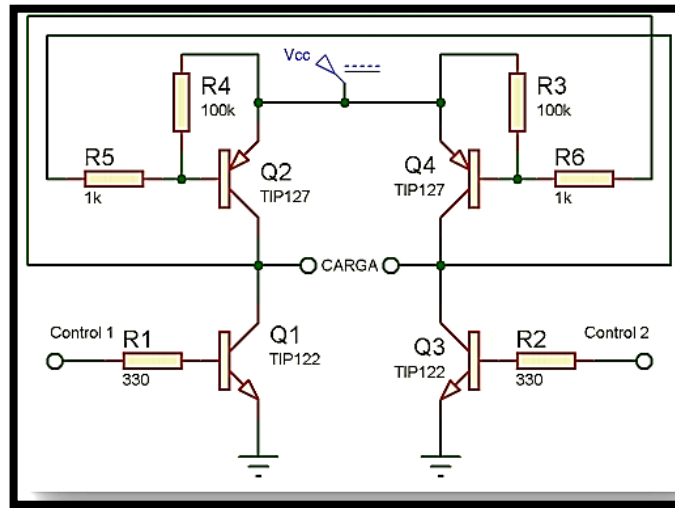 Vcc
R4
100k
R3
100k
R5
1k
Q2
TIP127
Q4
TIP127
R6
1k
CARGA
Control 1
R1
330
Q1
TIP122
Q3
TIP122
R2
330
Control 2